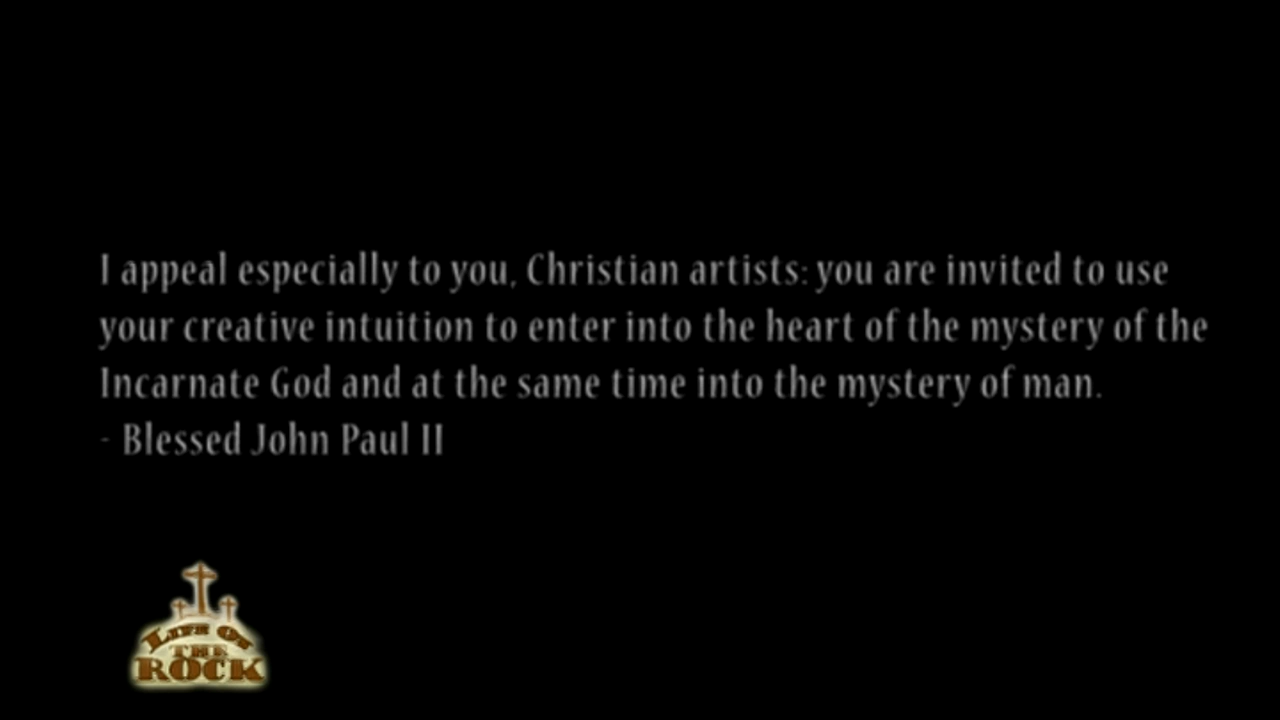 I appeal especially to you, Christian artists: you are invited to use
your creative intuition to enter into the heart of the mystery of the
Incarnate God and at the same time into the mystery of man.
- Blessed John Paul II
LIFE ON
THE
ROCK